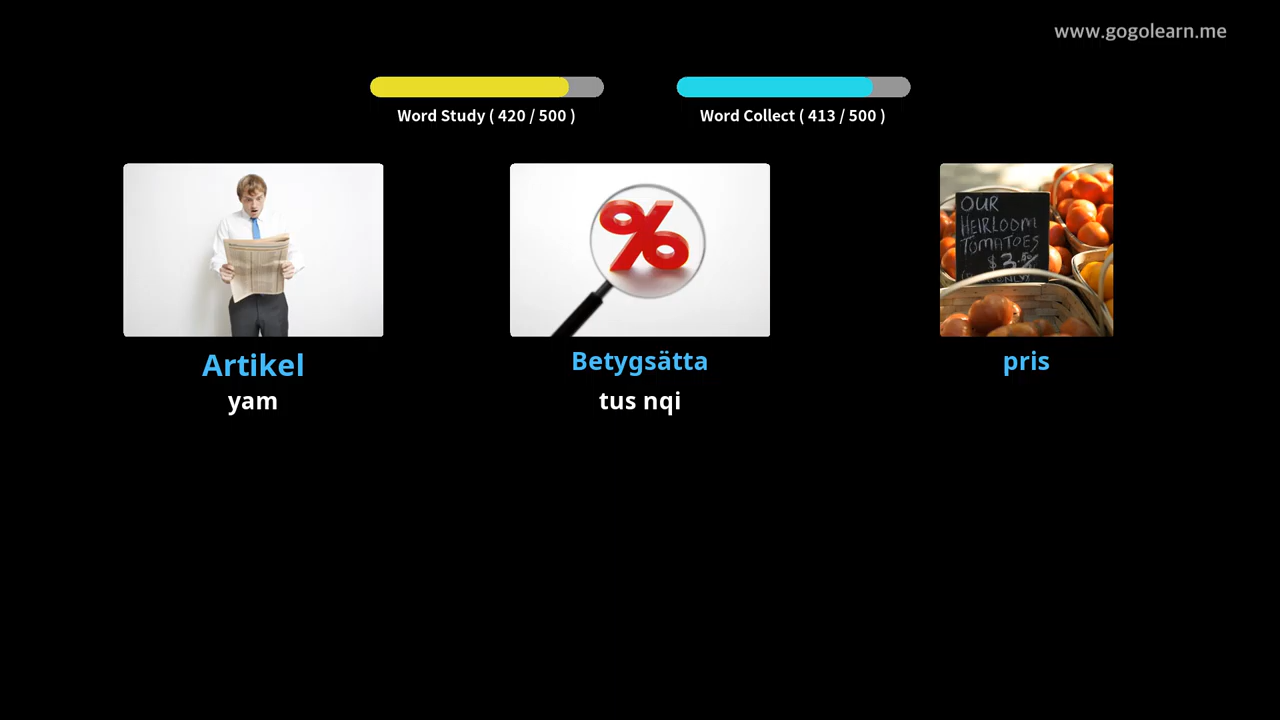 www.gogolearn.me
Word Study ( 420 / 500 )
Word Collect ( 413 / 500 )
OUR
HEIRLOOM
TOMATOES
Artikel
yam
Betygsätta
tus nqi
pris